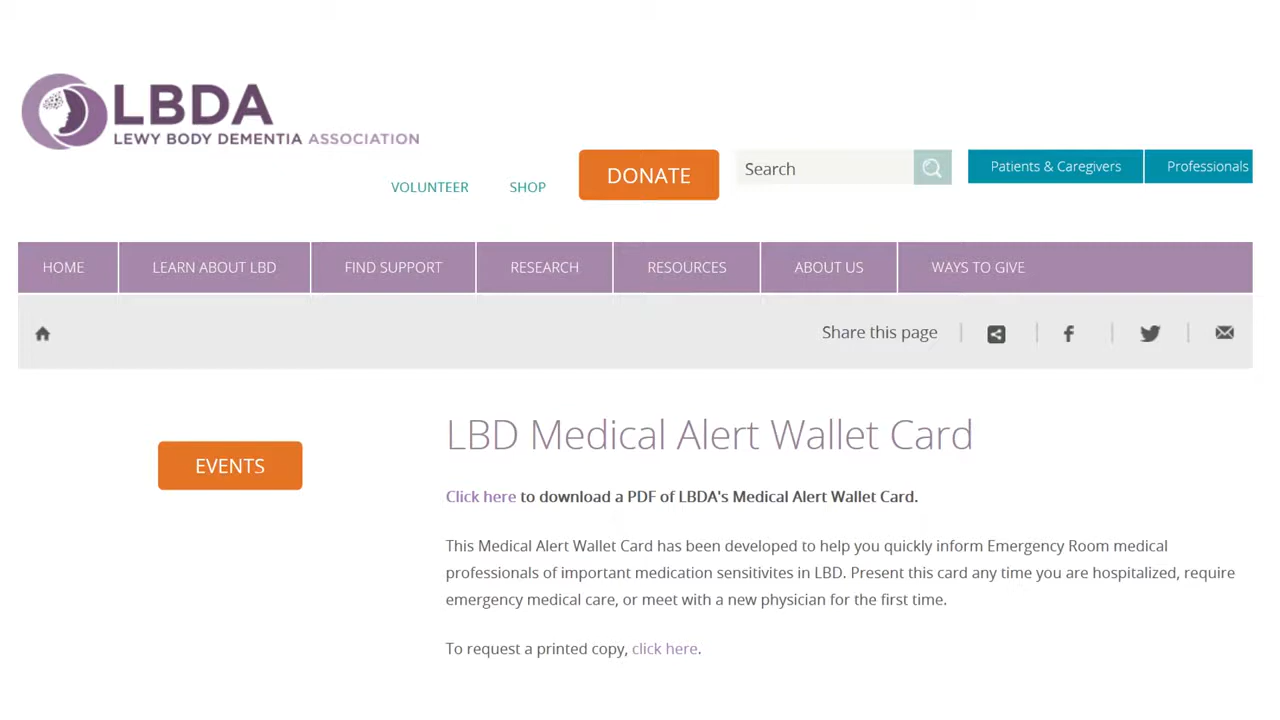 LBDA
LEWY BODY DEMENTIA ASSOCIATION
VOLUNTEER
SHOP
DONATE
Search
Patients & Caregivers
Professionals
HOME
LEARN ABOUT LBD
FIND SUPPORT
RESEARCH
RESOURCES
ABOUT US
WAYS TO GIVE
Share this page
EVENTS
LBD Medical Alert Wallet Card
Click here to download a PDF of LBDA's Medical Alert Wallet Card.
This Medical Alert Wallet Card has been developed to help you quickly inform Emergency Room medical
professionals of important medication sensitivites in LBD. Present this card any time you are hospitalized, require
emergency medical care, or meet with a new physician for the first time.
To request a printed copy, click here.